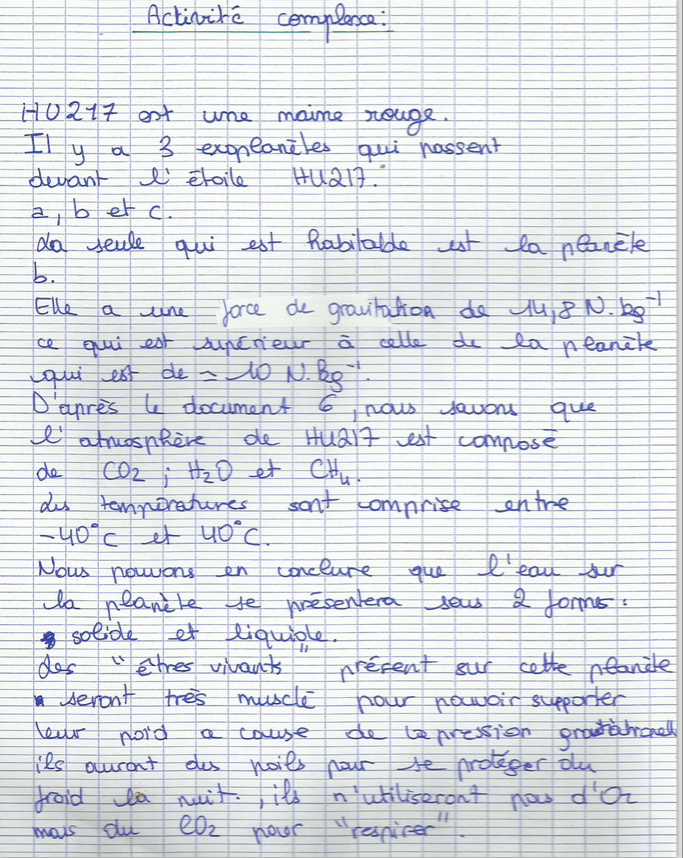 Activité complexe:
HU217 est une naine rouge.
Il y a 3 exoplanètes qui passent
devant l'étoile HU217.
a, b et c.
La seule qui est habitable est la planète
b.
Elle a une force de gravitation de 14,8 N.kg-1
ce qui est supérieur à celle de la planète
qui est de ≈ 10 N.kg-1.
D'après le document 6, nous savons que
l'atmosphère de HU217 est composé
de CO2 ; H2O et CH4.
Les températures sont comprise entre
-40°C et 40°C.
Nous pouvons en conclure que l'eau sur
la planète se présentera sous 2 formes:
solide et liquide.
des "êtres vivants" présent sur cette planète
seront très musclé pour pouvoir supporter
leur poid a cause de la pression gravitationnell
ils auront des poils pour se protéger du
froid la nuit., ils n'utiliseront pas d'O2
mais du CO2 pour "respirer".